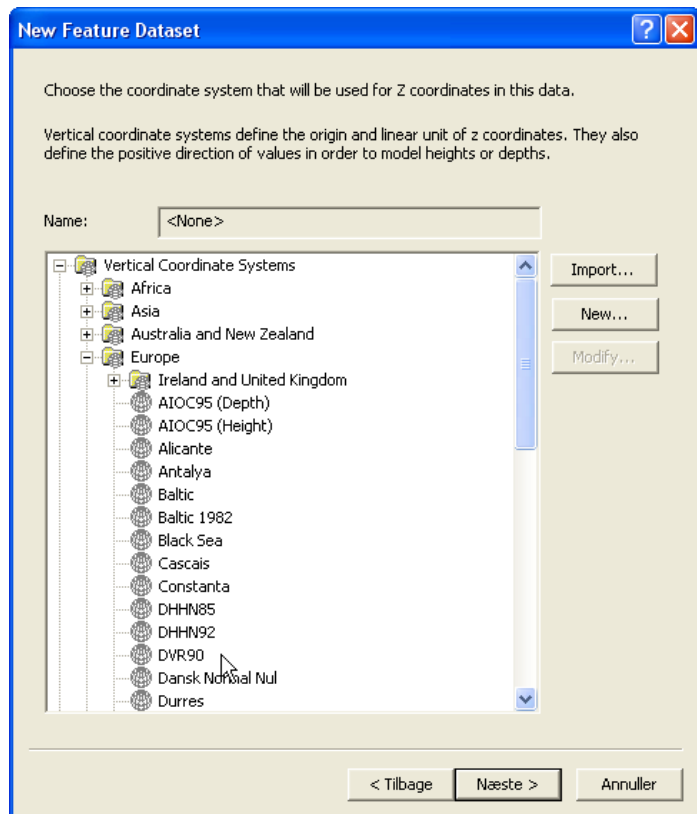 New Feature Dataset
Choose the coordinate system that will be used for Z coordinates in this data.
Vertical coordinate systems define the origin and linear unit of z coordinates. They also
define the positive direction of values in order to model heights or depths.
Name: <None>
Vertical Coordinate Systems
Africa
Asia
Australia and New Zealand
Europe
Ireland and United Kingdom
AIOC95 (Depth)
AIOC95 (Height)
Alicante
Antalya
Baltic
Baltic 1982
Black Sea
Cascais
Constanta
DHHN85
DHHN92
DVR90
Dansk Normal Nul
Durres
Import...
New...
Modify...
< Tilbage
Næste >
Annuller